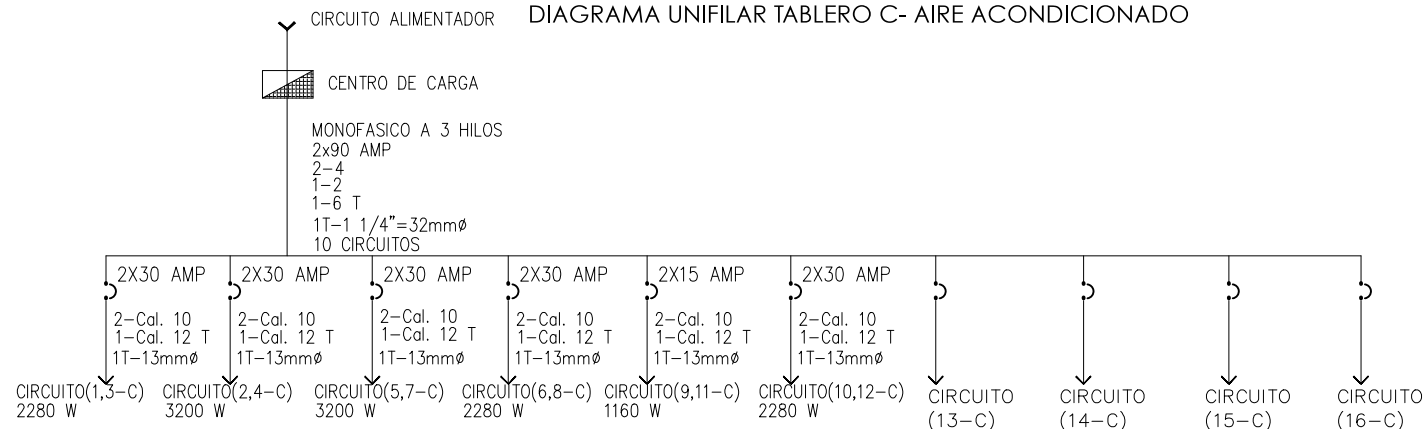 CIRCUITO ALIMENTADOR
DIAGRAMA UNIFILAR TABLERO C- AIRE ACONDICIONADO
CENTRO DE CARGA
MONOFASICO A 3 HILOS
2x90 AMP
2-4
1-2
1-6 T
1T-1 1/4"=32mmø
10 CIRCUITOS
2X30 AMP
2-Cal. 10
1-Cal. 12 T
1T-13mmø
CIRCUITO(1,3-C)
2280 W
2X30 AMP
2-Cal. 10
1-Cal. 12 T
1T-13mmø
CIRCUITO(2,4-C)
3200 W
2X30 AMP
2-Cal. 10
1-Cal. 12 T
1T-13mmø
CIRCUITO(5,7-C)
3200 W
2X30 AMP
2-Cal. 10
1-Cal. 12 T
1T-13mmø
CIRCUITO(6,8-C)
2280 W
2X15 AMP
2-Cal. 10
1-Cal. 12 T
1T-13mmø
CIRCUITO(9,11-C)
1160 W
2X30 AMP
2-Cal. 10
1-Cal. 12 T
1T-13mmø
CIRCUITO(10,12-C)
2280 W
CIRCUITO
(13-C)
CIRCUITO
(14-C)
CIRCUITO
(15-C)
CIRCUITO
(16-C)